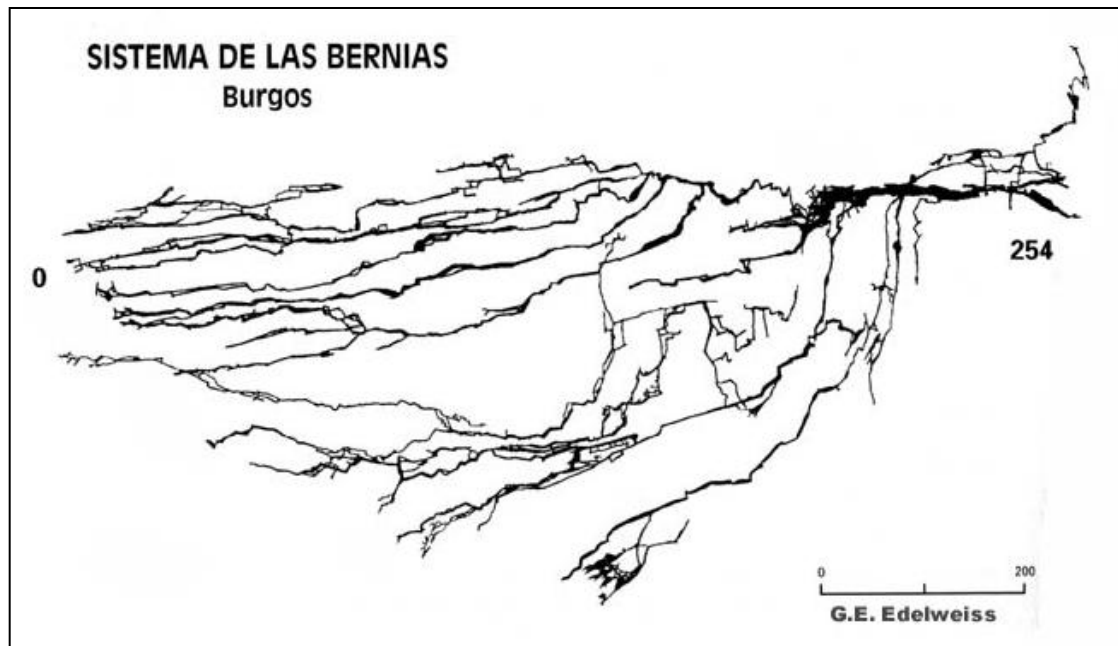 SISTEMA DE LAS BERNIAS
Burgos
0
254
0 200
G.E. Edelweiss